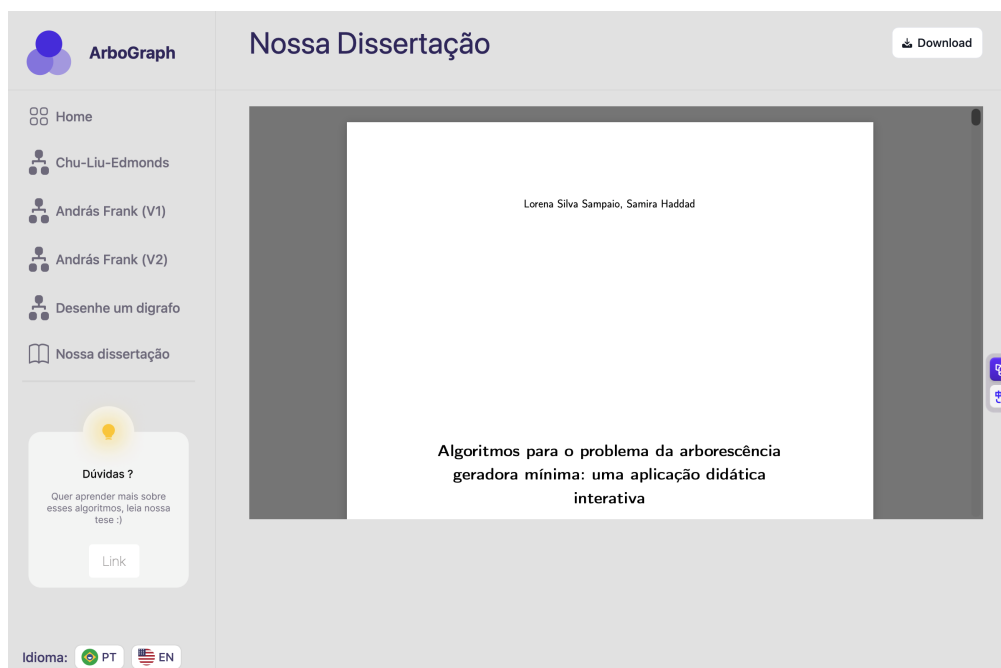 ArboGraph
Nossa Dissertação
Download
Home
Chu-Liu-Edmonds
András Frank (V1)
András Frank (V2)
Desenhe um digrafo
Nossa dissertação
Dúvidas ?
Quer aprender mais sobre
esses algoritmos, leia nossa
tese :)
Link
Idioma:
PT
EN
Lorena Silva Sampaio, Samira Haddad
Algoritmos para o problema da arborescência
geradora mínima: uma aplicação didática
interativa